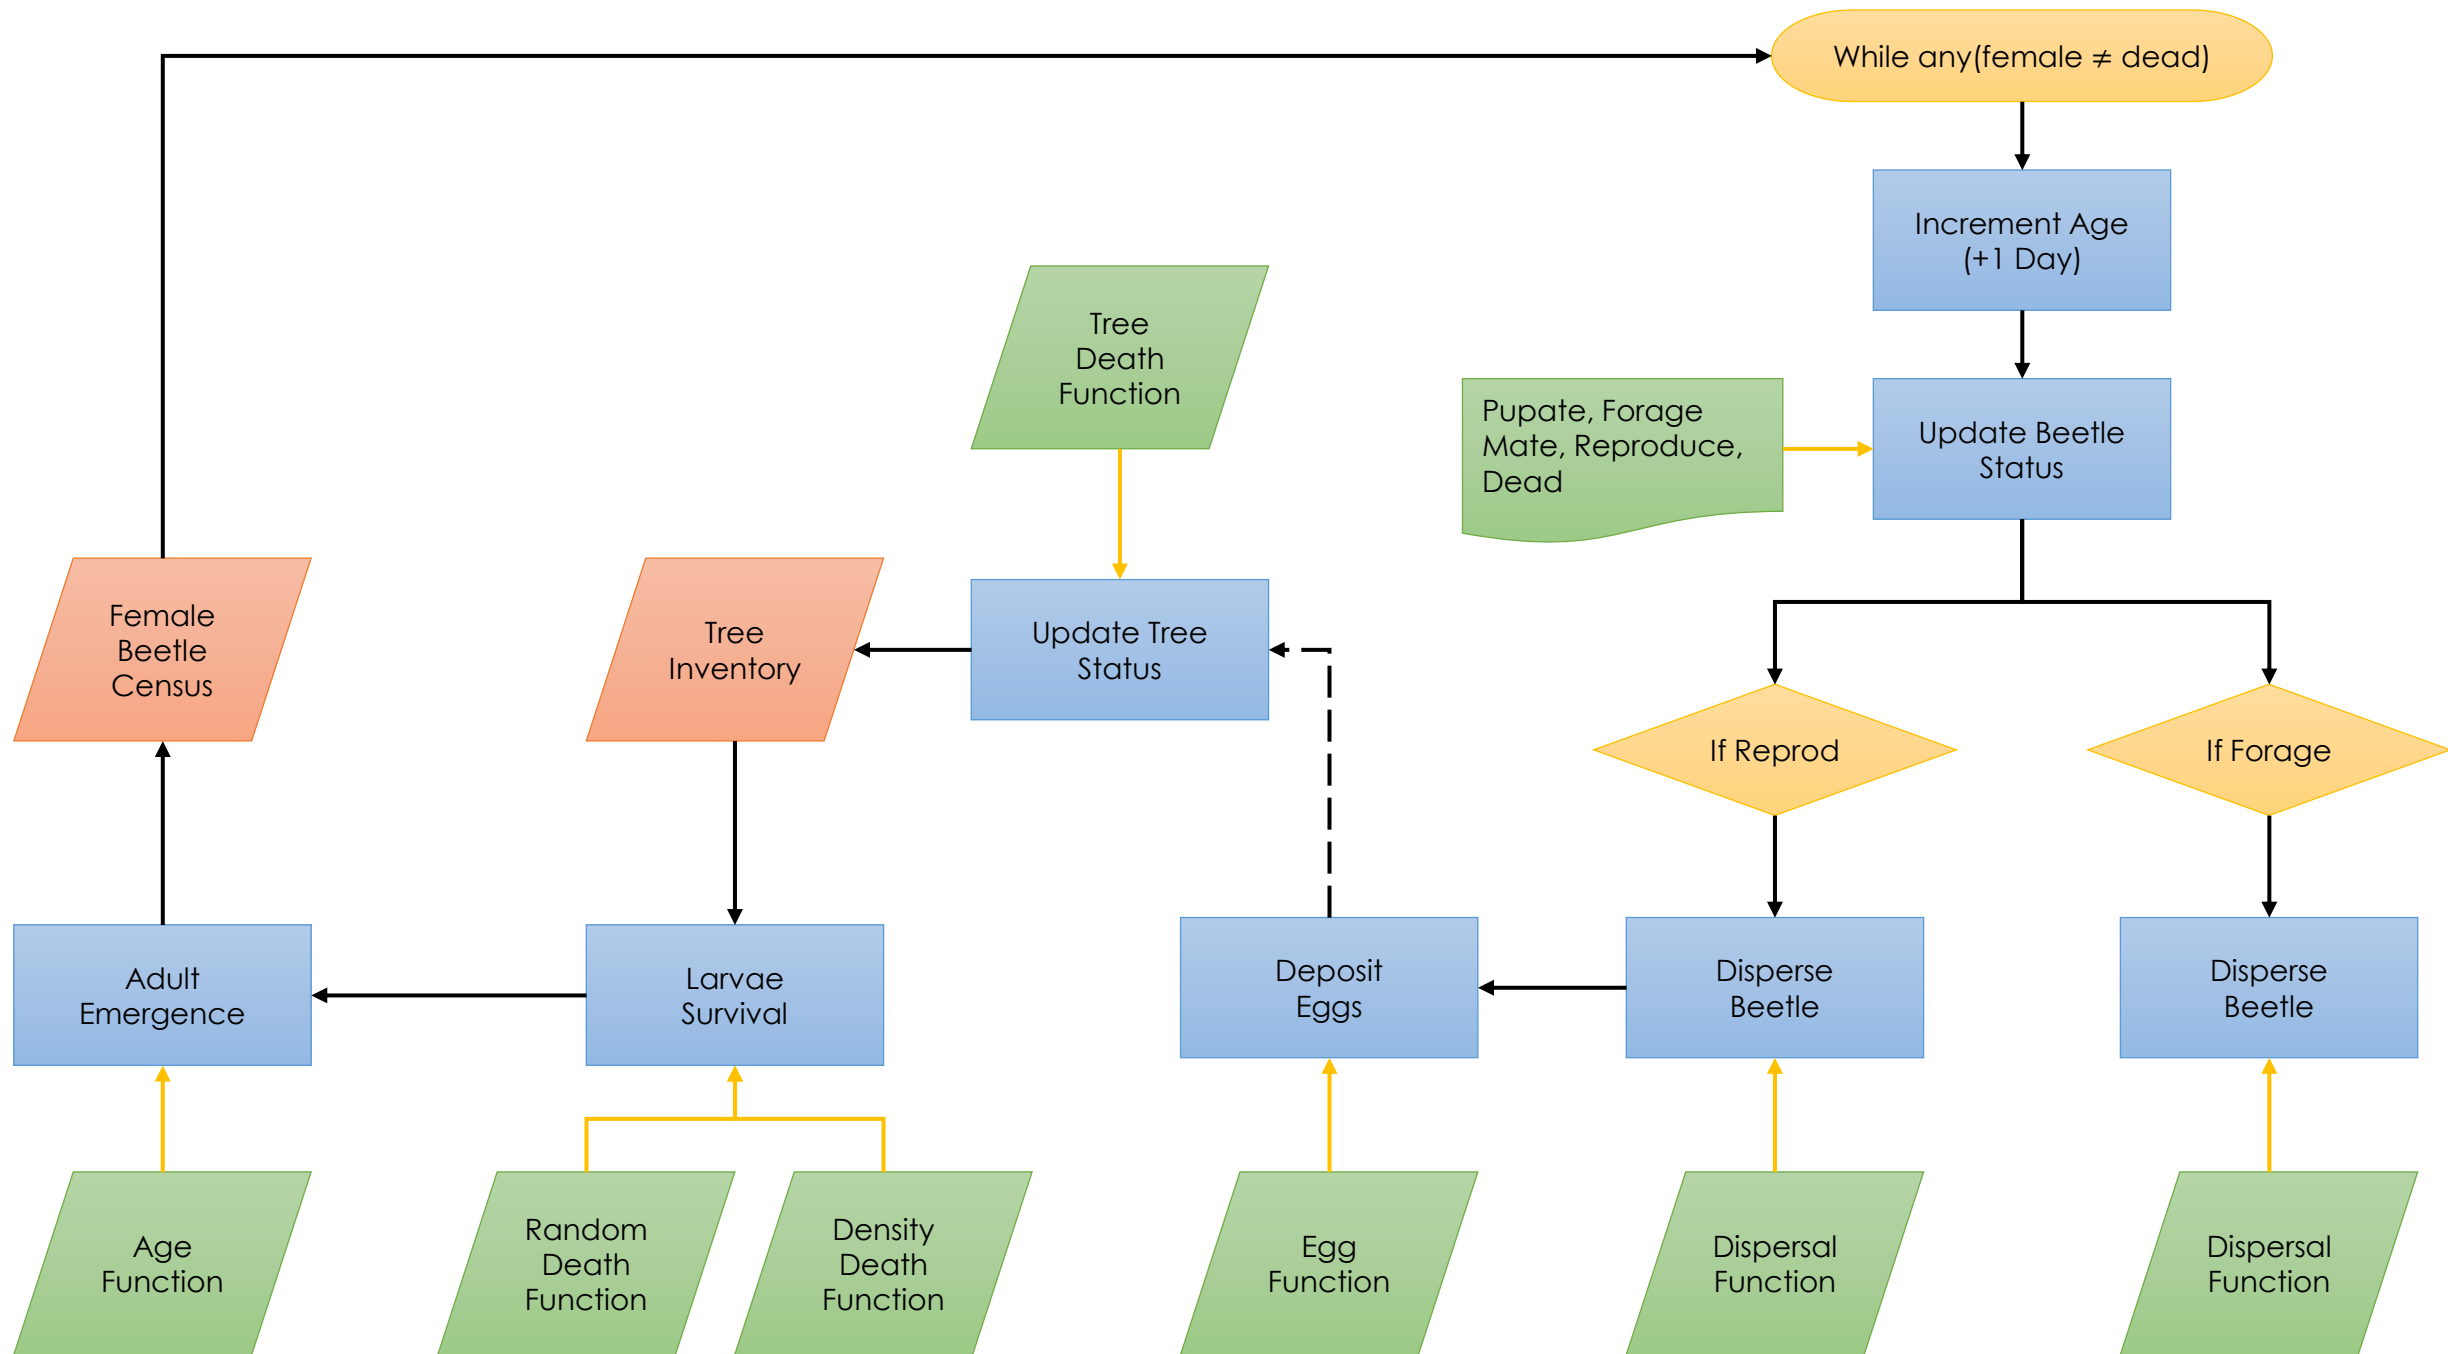 While any(female ≠ dead)
Increment Age
(+1 Day)
Tree
Death
Function
Pupate, Forage
Mate, Reproduce,
Dead
Update Beetle
Status
Female
Beetle
Census
Tree
Inventory
Update Tree
Status
If Reprod
If Forage
Adult
Emergence
Larvae
Survival
Deposit
Eggs
Disperse
Beetle
Disperse
Beetle
Age
Function
Random
Death
Function
Density
Death
Function
Egg
Function
Dispersal
Function
Dispersal
Function